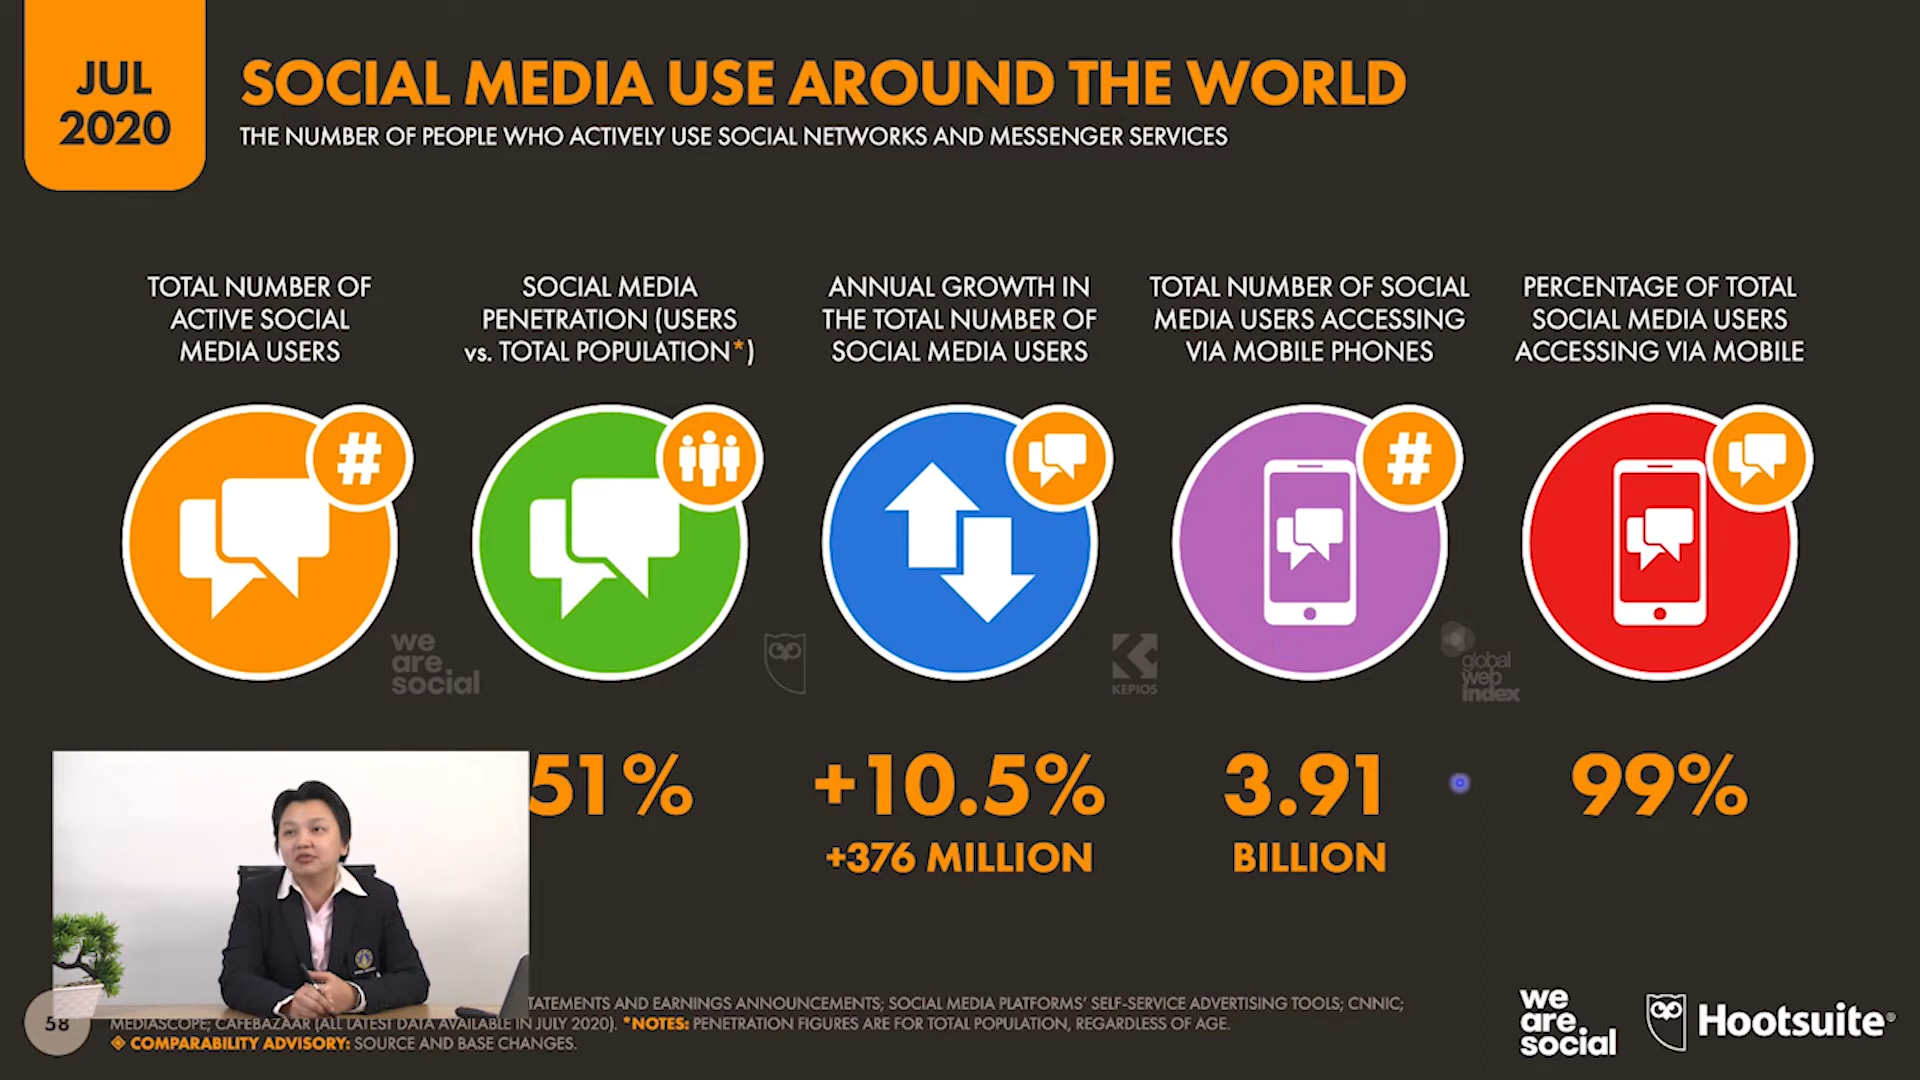 JUL
2020
SOCIAL MEDIA USE AROUND THE WORLD
THE NUMBER OF PEOPLE WHO ACTIVELY USE SOCIAL NETWORKS AND MESSENGER SERVICES
TOTAL NUMBER OF
ACTIVE SOCIAL
MEDIA USERS
SOCIAL MEDIA
PENETRATION (USERS
vs. TOTAL POPULATION*)
ANNUAL GROWTH IN
THE TOTAL NUMBER OF
SOCIAL MEDIA USERS
TOTAL NUMBER OF SOCIAL
MEDIA USERS ACCESSING
VIA MOBILE PHONES
PERCENTAGE OF TOTAL
SOCIAL MEDIA USERS
ACCESSING VIA MOBILE
#
#
we
are
social
KEPIOS
global
web
index
51%
+10.5%
+376 MILLION
3.91
BILLION
99%
58
TATEMENTS AND EARNINGS ANNOUNCEMENTS; SOCIAL MEDIA PLATFORMS' SELF-SERVICE ADVERTISING TOOLS; CNNIC;
MEDIASCOPE; CAFEBAZAAR (ALL LATEST DATA AVAILABLE IN JULY 2020). *NOTES: PENETRATION FIGURES ARE FOR TOTAL POPULATION, REGARDLESS OF AGE.
❖ COMPARABILITY ADVISORY: SOURCE AND BASE CHANGES.
we
are
social
Hootsuite®